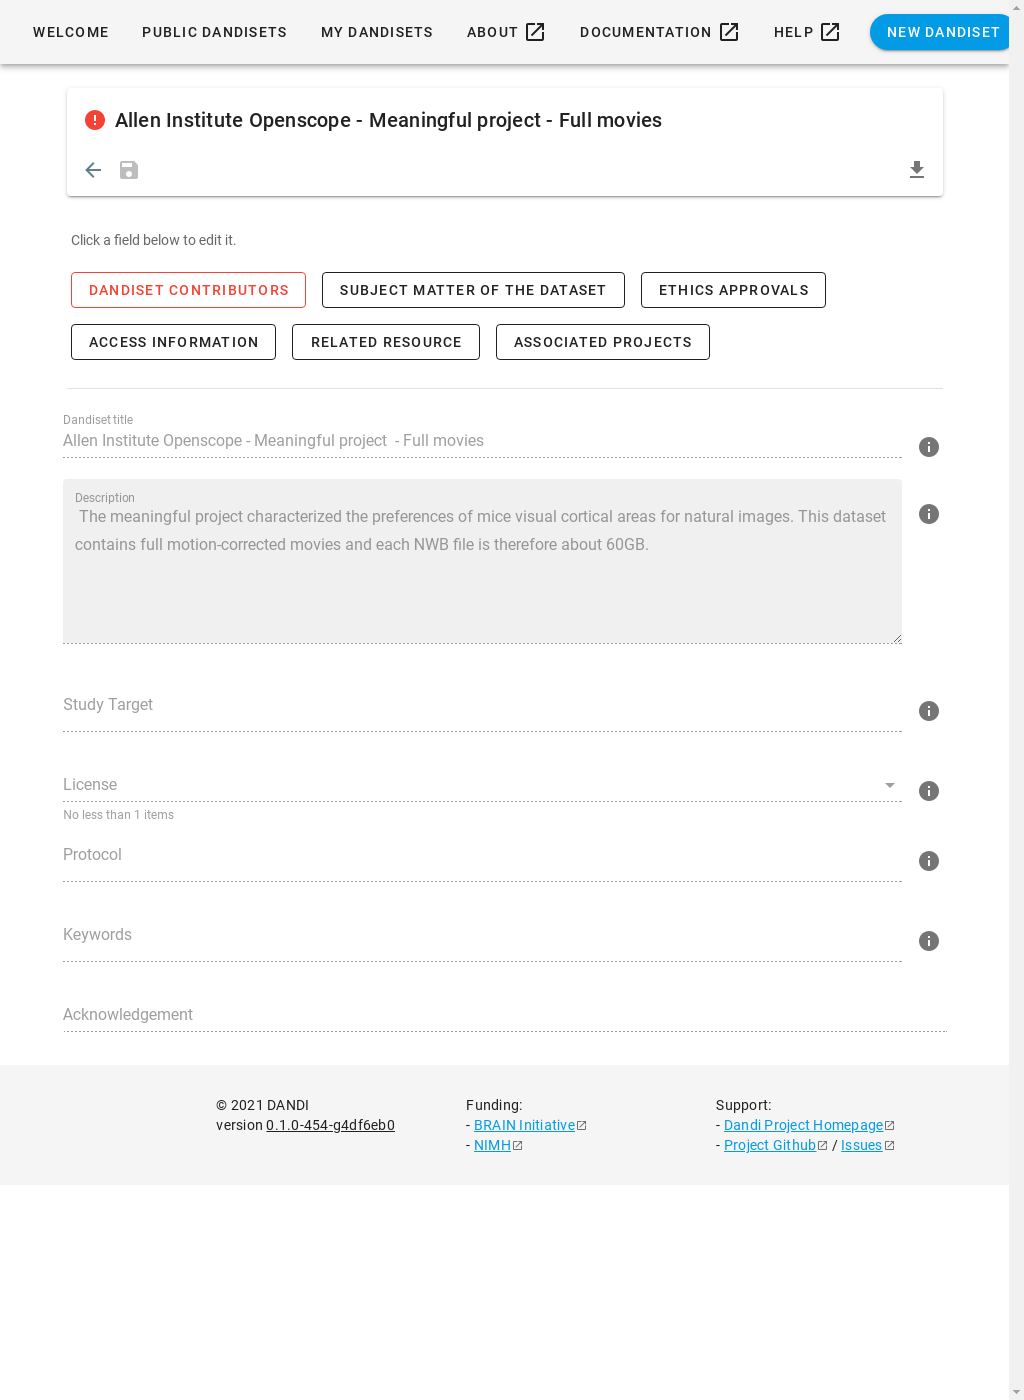 WELCOME PUBLIC DANDISETS MY DANDISETS ABOUT DOCUMENTATION HELP NEW DANDISET
Allen Institute Openscope - Meaningful project - Full movies
Click a field below to edit it.
DANDISET CONTRIBUTORS SUBJECT MATTER OF THE DATASET ETHICS APPROVALS
ACCESS INFORMATION RELATED RESOURCE ASSOCIATED PROJECTS
Dandiset title
Allen Institute Openscope - Meaningful project  - Full movies
Description
The meaningful project characterized the preferences of mice visual cortical areas for natural images. This dataset
contains full motion-corrected movies and each NWB file is therefore about 60GB.
Study Target
License
No less than 1 items
Protocol
Keywords
Acknowledgement
© 2021 DANDI
version 0.1.0-454-g4df6eb0
Funding:
- BRAIN Initiative
- NIMH
Support:
- Dandi Project Homepage
- Project Github / Issues